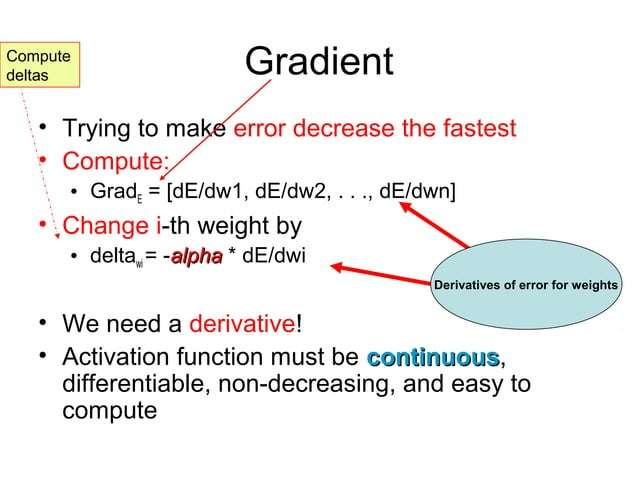 Compute
deltas
Gradient
• Trying to make error decrease the fastest
• Compute:
• GradE = [dE/dw1, dE/dw2, . . ., dE/dwn]
• Change i-th weight by
• deltawi = -alpha * dE/dwi
Derivatives of error for weights
• We need a derivative!
• Activation function must be continuous,
differentiable, non-decreasing, and easy to
compute